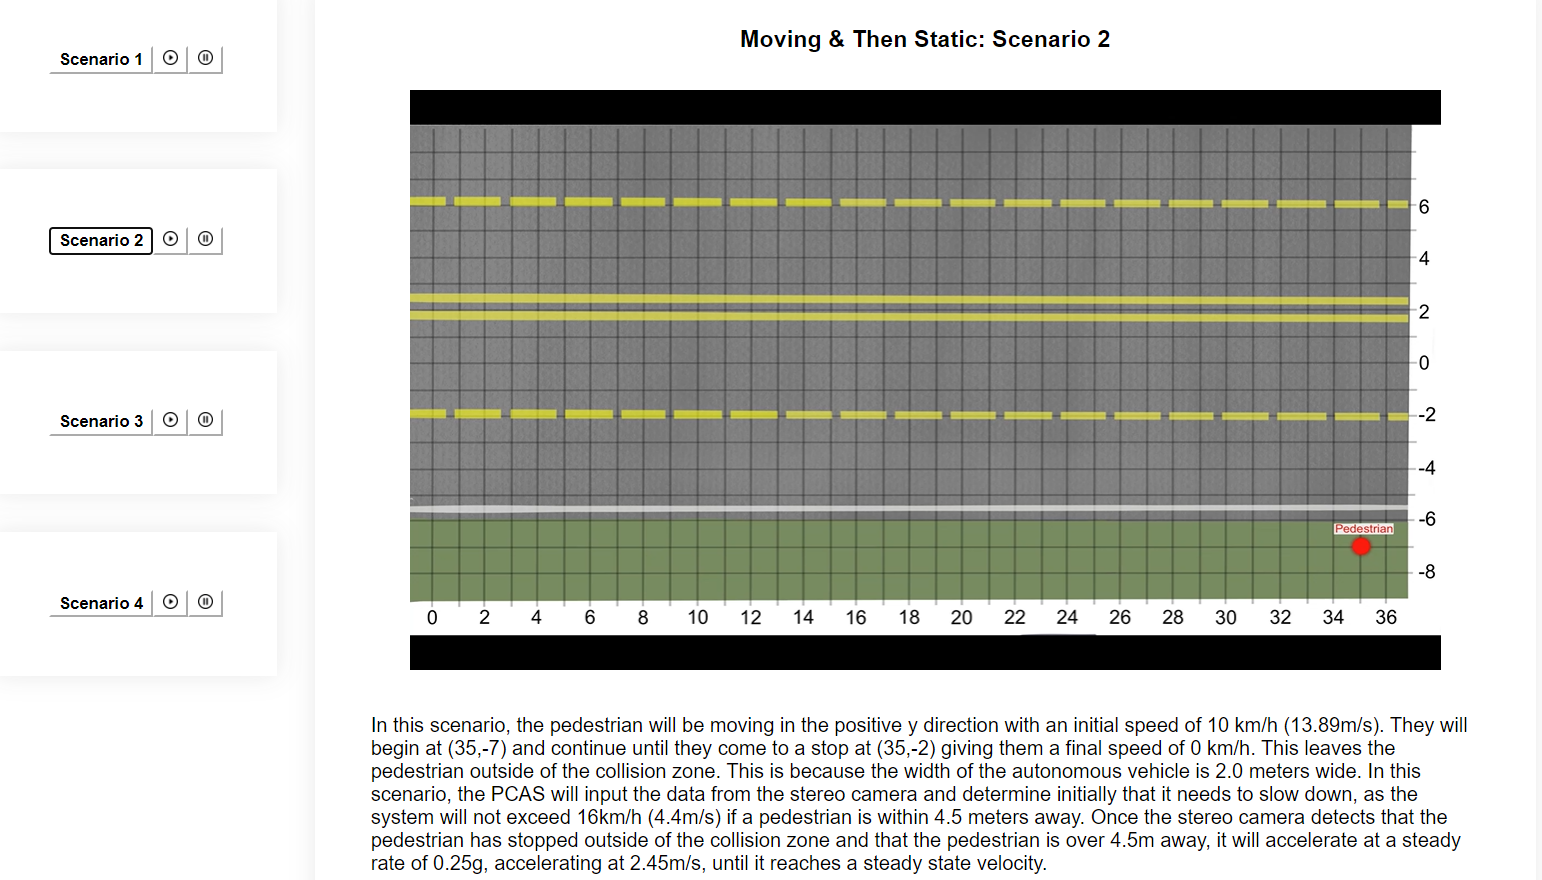 Moving & Then Static: Scenario 2
Scenario 1
Scenario 2
Scenario 3
Scenario 4
6
4
2
0
-2
-4
-6
-8
Pedestrian
0 2 4 6 8 10 12 14 16 18 20 22 24 26 28 30 32 34 36
In this scenario, the pedestrian will be moving in the positive y direction with an initial speed of 10 km/h (13.89m/s). They will
begin at (35,-7) and continue until they come to a stop at (35,-2) giving them a final speed of 0 km/h. This leaves the
pedestrian outside of the collision zone. This is because the width of the autonomous vehicle is 2.0 meters wide. In this
scenario, the PCAS will input the data from the stereo camera and determine initially that it needs to slow down, as the
system will not exceed 16km/h (4.4m/s) if a pedestrian is within 4.5 meters away. Once the stereo camera detects that the
pedestrian has stopped outside of the collision zone and that the pedestrian is over 4.5m away, it will accelerate at a steady
rate of 0.25g, accelerating at 2.45m/s, until it reaches a steady state velocity.